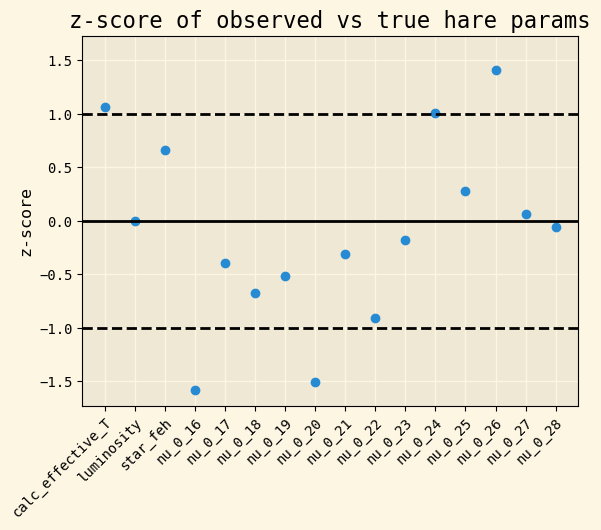 z-score of observed vs true hare params
z-score
1.5
1.0
0.5
0.0
−0.5
−1.0
−1.5
calc_effective_T
luminosity
star_feh
nu_0_16
nu_0_17
nu_0_18
nu_0_19
nu_0_20
nu_0_21
nu_0_22
nu_0_23
nu_0_24
nu_0_25
nu_0_26
nu_0_27
nu_0_28